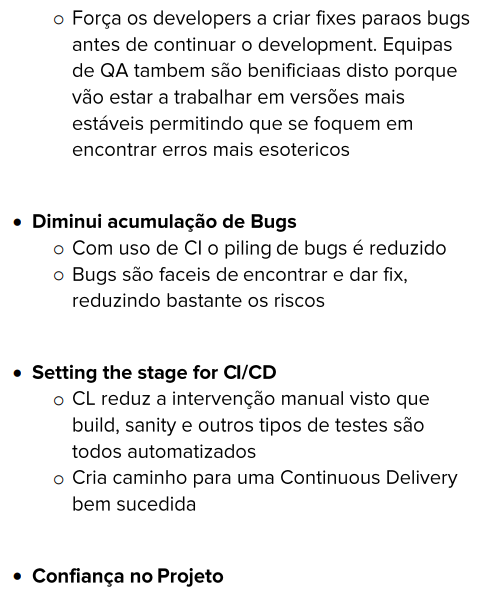 ○ Força os developers a criar fixes paraos bugs
antes de continuar o development. Equipas
de QA tambem são benificiaas disto porque
vão estar a trabalhar em versões mais
estáveis permitindo que se foquem em
encontrar erros mais esotericos
• Diminui acumulação de Bugs
○ Com uso de CI o piling de bugs é reduzido
○ Bugs são faceis de encontrar e dar fix,
reduzindo bastante os riscos
• Setting the stage for CI/CD
○ CL reduz a intervenção manual visto que
build, sanity e outros tipos de testes são
todos automatizados
○ Cria caminho para uma Continuous Delivery
bem sucedida
• Confiança no Projeto